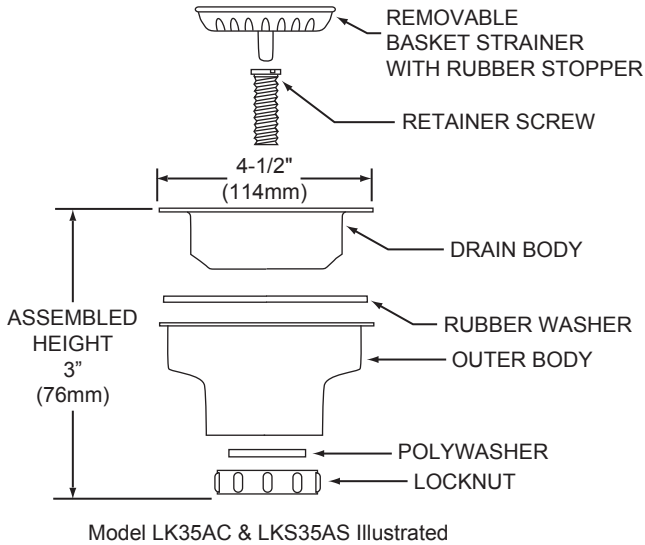 REMOVABLE
BASKET STRAINER
WITH RUBBER STOPPER
RETAINER SCREW
4-1/2"
(114mm)
DRAIN BODY
ASSEMBLED
HEIGHT
3”
(76mm)
RUBBER WASHER
OUTER BODY
POLYWASHER
LOCKNUT
Model LK35AC & LKS35AS Illustrated